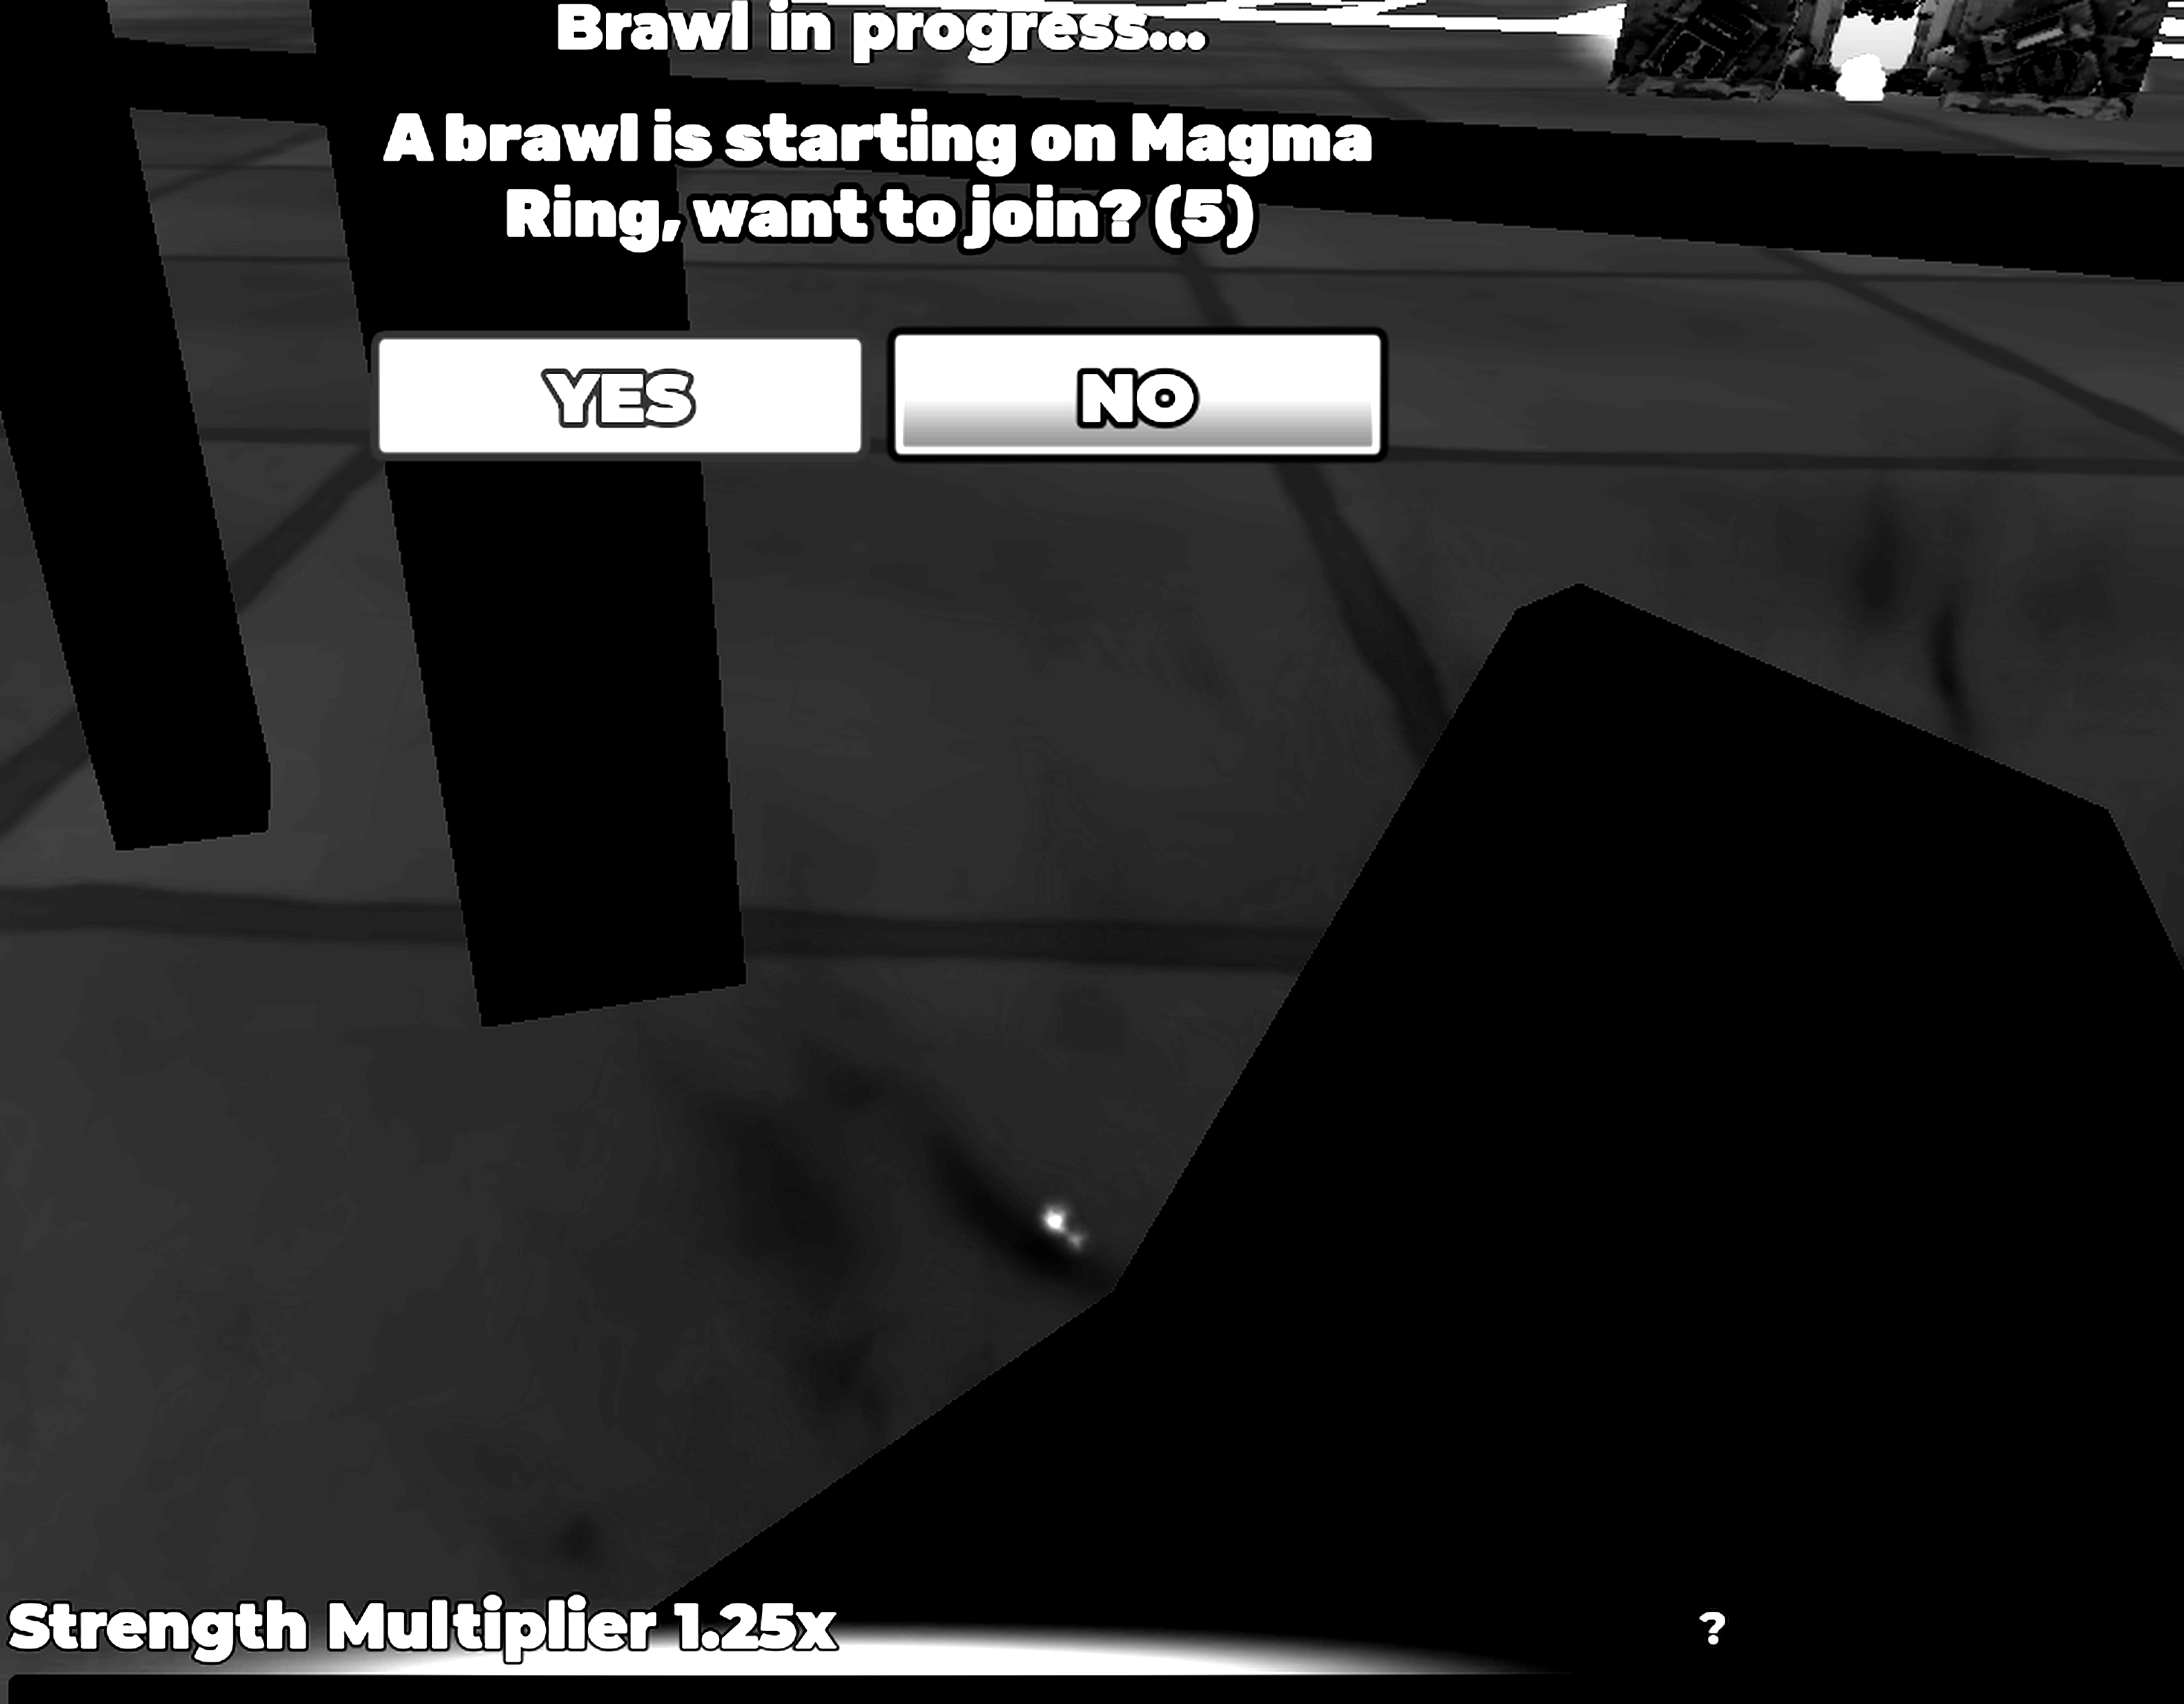 Brawl in progress...
A brawl is starting on Magma
Ring, want to join? (5)
YES
NO
Strength Multiplier 1.25x
?